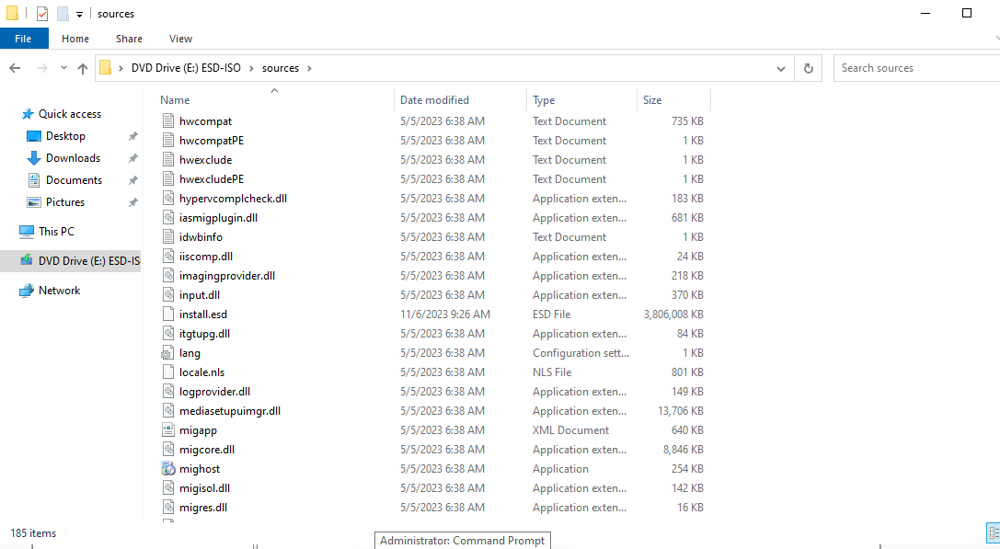 sources
File Home Share View
DVD Drive (E:) ESD-ISO sources Search sources
Quick access
Desktop
Downloads
Documents
Pictures
This PC
DVD Drive (E:) ESD-IS
Network
Name Date modified Type Size
hwcompat 5/5/2023 6:38 AM Text Document 735 KB
hwcompatPE 5/5/2023 6:38 AM Text Document 1 KB
hwexclude 5/5/2023 6:38 AM Text Document 1 KB
hwexcludePE 5/5/2023 6:38 AM Text Document 1 KB
hypervcomplcheck.dll 5/5/2023 6:38 AM Application exten... 183 KB
iasmigplugin.dll 5/5/2023 6:38 AM Application exten... 681 KB
idwbinfo 5/5/2023 6:38 AM Text Document 1 KB
iiscomp.dll 5/5/2023 6:38 AM Application exten... 24 KB
imagingprovider.dll 5/5/2023 6:38 AM Application exten... 218 KB
input.dll 5/5/2023 6:38 AM Application exten... 370 KB
install.esd 11/6/2023 9:26 AM ESD File 3,806,008 KB
itgtupg.dll 5/5/2023 6:38 AM Application exten... 84 KB
lang 5/5/2023 6:38 AM Configuration sett... 1 KB
locale.nls 5/5/2023 6:38 AM NLS File 801 KB
logprovider.dll 5/5/2023 6:38 AM Application exten... 149 KB
mediasetupuimgr.dll 5/5/2023 6:38 AM Application exten... 13,706 KB
migapp 5/5/2023 6:38 AM XML Document 640 KB
migcore.dll 5/5/2023 6:38 AM Application exten... 8,846 KB
mighost 5/5/2023 6:38 AM Application 254 KB
migisol.dll 5/5/2023 6:38 AM Application exten... 142 KB
migres.dll 5/5/2023 6:38 AM Application exten... 16 KB
185 items
Administrator: Command Prompt